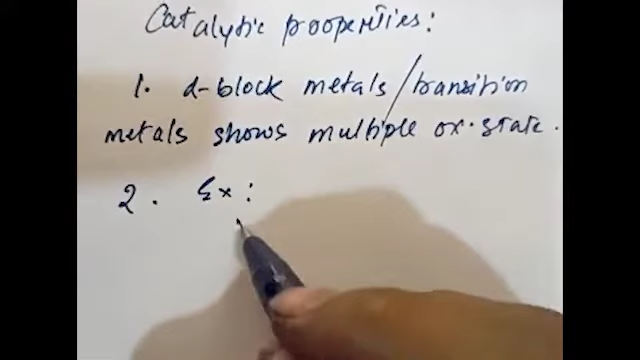 Catalytic properties:
1. d-block metals/transition
metals shows multiple ox. state.
2. Ex: